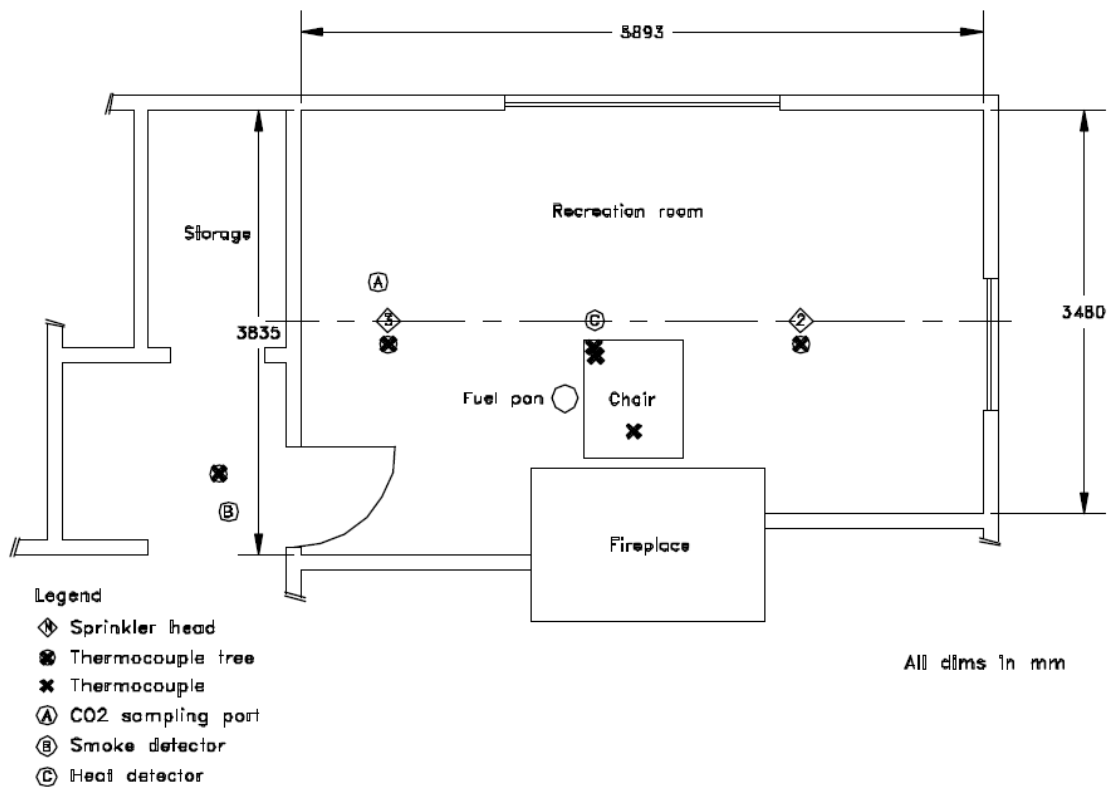 5893
Recreation room
Storage
A
3
C
2
3835
3480
Fuel pan
Chair
B
Fireplace
Legend
N Sprinkler head
Thermocouple tree
Thermocouple
A CO2 sampling port
B Smoke detector
C Heat detector
All dims in mm